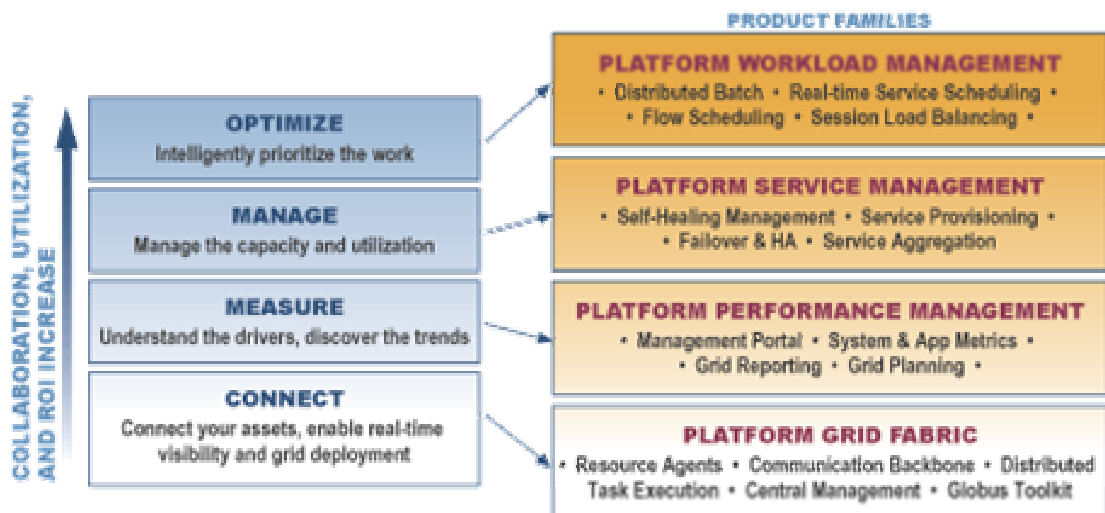 PRODUCT FAMILIES
COLLABORATION, UTILIZATION,
AND ROI INCREASE
OPTIMIZE
Intelligently prioritize the work
MANAGE
Manage the capacity and utilization
MEASURE
Understand the drivers, discover the trends
CONNECT
Connect your assets, enable real-time
visibility and grid deployment
PLATFORM WORKLOAD MANAGEMENT
• Distributed Batch • Real-time Service Scheduling •
• Flow Scheduling • Session Load Balancing •
PLATFORM SERVICE MANAGEMENT
• Self-Healing Management • Service Provisioning •
• Failover & HA • Service Aggregation
PLATFORM PERFORMANCE MANAGEMENT
• Management Portal • System & App Metrics •
• Grid Reporting • Grid Planning •
PLATFORM GRID FABRIC
• Resource Agents • Communication Backbone • Distributed
Task Execution • Central Management • Globus Toolkit